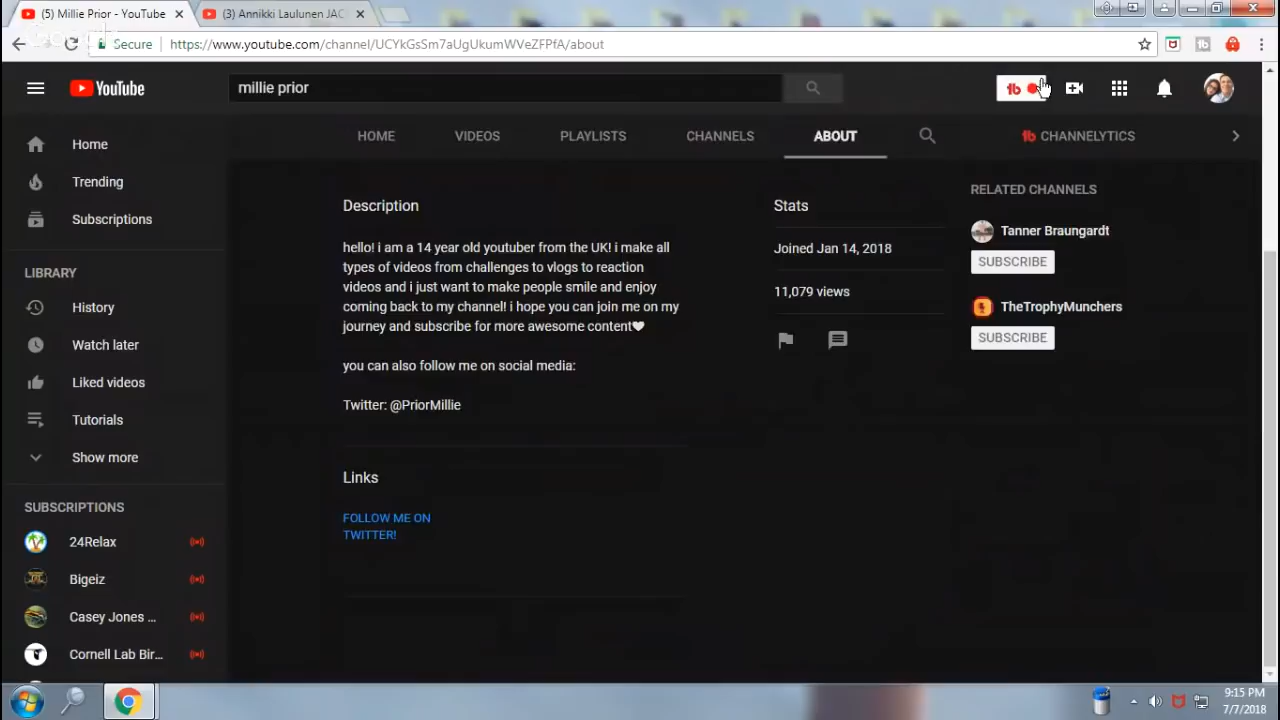 (5) Millie Prior - YouTube
(3) Annikki Laulunen JAC
Secure
https://www.youtube.com/channel/UCYkGsSm7aUgUkumWVeZFPfA/about
YouTube
millie prior
HOME
VIDEOS
PLAYLISTS
CHANNELS
ABOUT
CHANNELYTICS
Home
Trending
Subscriptions
LIBRARY
History
Watch later
Liked videos
Tutorials
Show more
SUBSCRIPTIONS
24Relax
Bigeiz
Casey Jones ...
Cornell Lab Bir...
Description
hello! i am a 14 year old youtuber from the UK! i make all
types of videos from challenges to vlogs to reaction
videos and i just want to make people smile and enjoy
coming back to my channel! i hope you can join me on my
journey and subscribe for more awesome content🖤
you can also follow me on social media:
Twitter: @PriorMillie
Links
FOLLOW ME ON
TWITTER!
Stats
Joined Jan 14, 2018
11,079 views
RELATED CHANNELS
Tanner Braungardt
SUBSCRIBE
TheTrophyMunchers
SUBSCRIBE
9:15 PM
7/7/2018